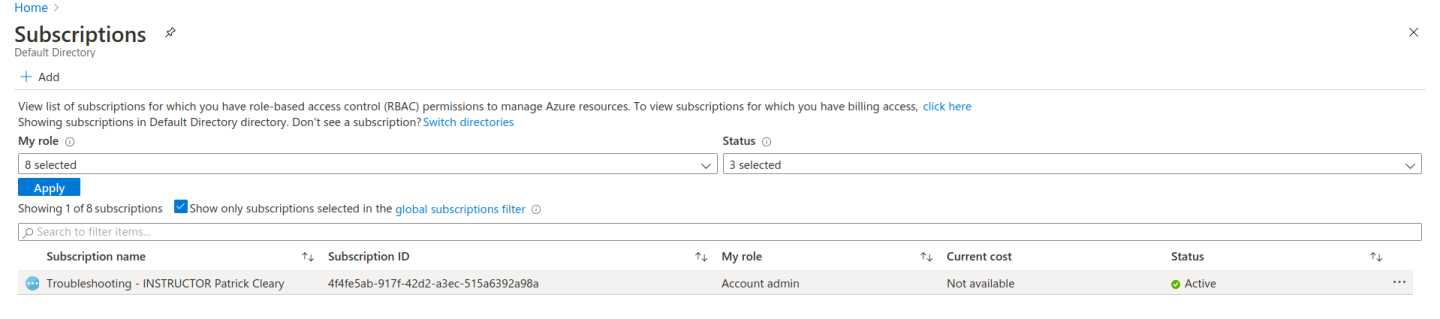 Home >
Subscriptions
Default Directory
+ Add
View list of subscriptions for which you have role-based access control (RBAC) permissions to manage Azure resources. To view subscriptions for which you have billing access, click here
Showing subscriptions in Default Directory directory. Don't see a subscription? Switch directories
My role Status
8 selected 3 selected
Apply
Showing 1 of 8 subscriptions Show only subscriptions selected in the global subscriptions filter
Search to filter items...
Subscription name ↑↓ Subscription ID ↑↓ My role ↑↓ Current cost Status ↑↓
Troubleshooting - INSTRUCTOR Patrick Cleary 4f4fe5ab-917f-42d2-a3ec-515a6392a98a Account admin Not available Active ...